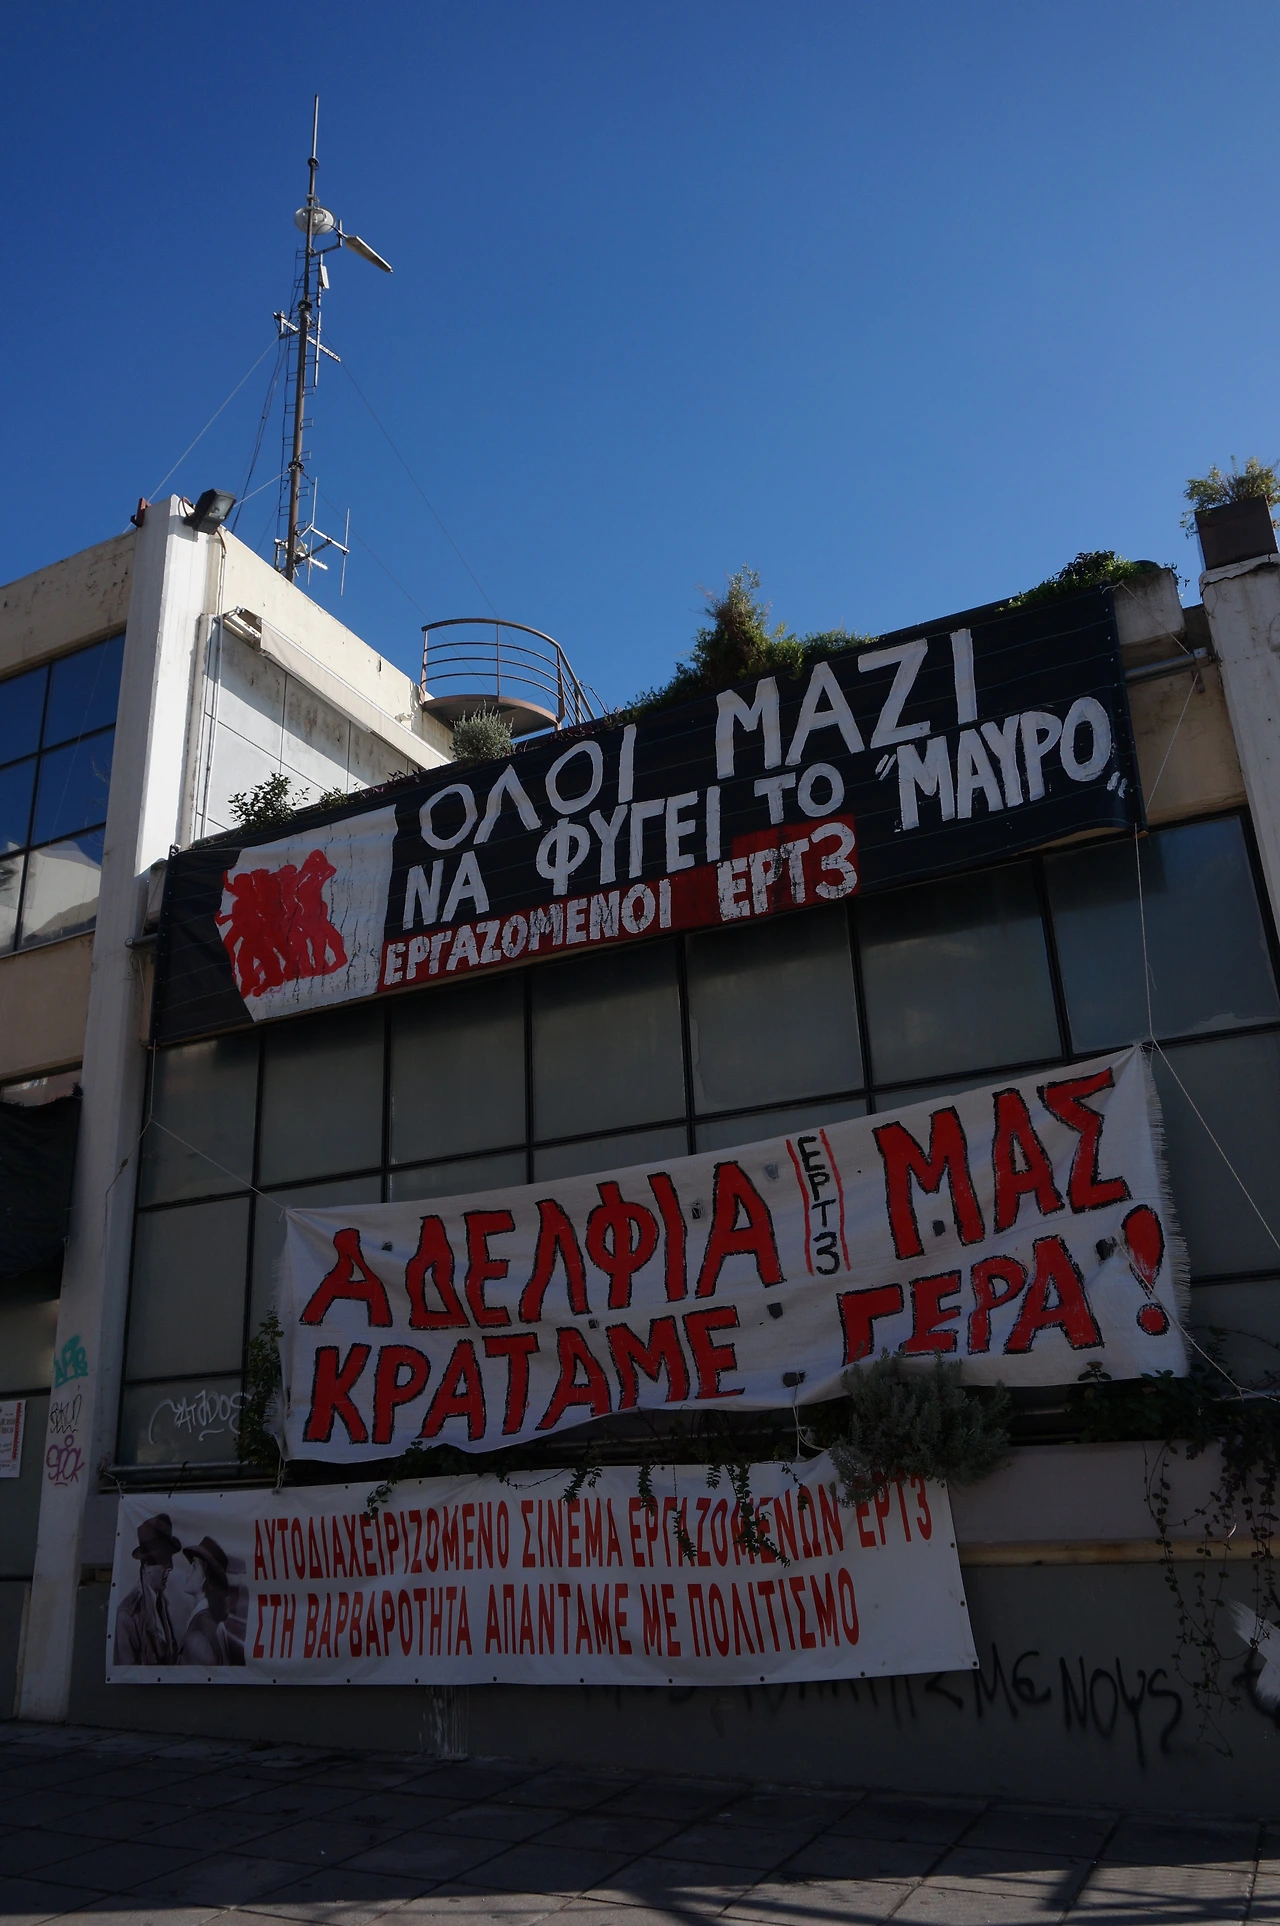 ΟΛΟΙ ΜΑΖΙ
ΝΑ ΦΥΓΕΙ ΤΟ "ΜΑΥΡΟ"
ΕΡΓΑΖΟΜΕΝΟΙ ΕΡΤ3
ΑΔΕΛΦΙΑ ΕΡΤ3 ΜΑΣ
ΚΡΑΤΑΜΕ ΓΕΡΑ!
ΑΥΤΟΔΙΑΧΕΙΡΙΖΟΜΕΝΟ ΣΙΝΕΜΑ ΕΡΓΑΖΟΜΕΝΩΝ ΕΡΤ3
ΣΤΗ ΒΑΡΒΑΡΟΤΗΤΑ ΑΠΑΝΤΑΜΕ ΜΕ ΠΟΛΙΤΙΣΜΟ